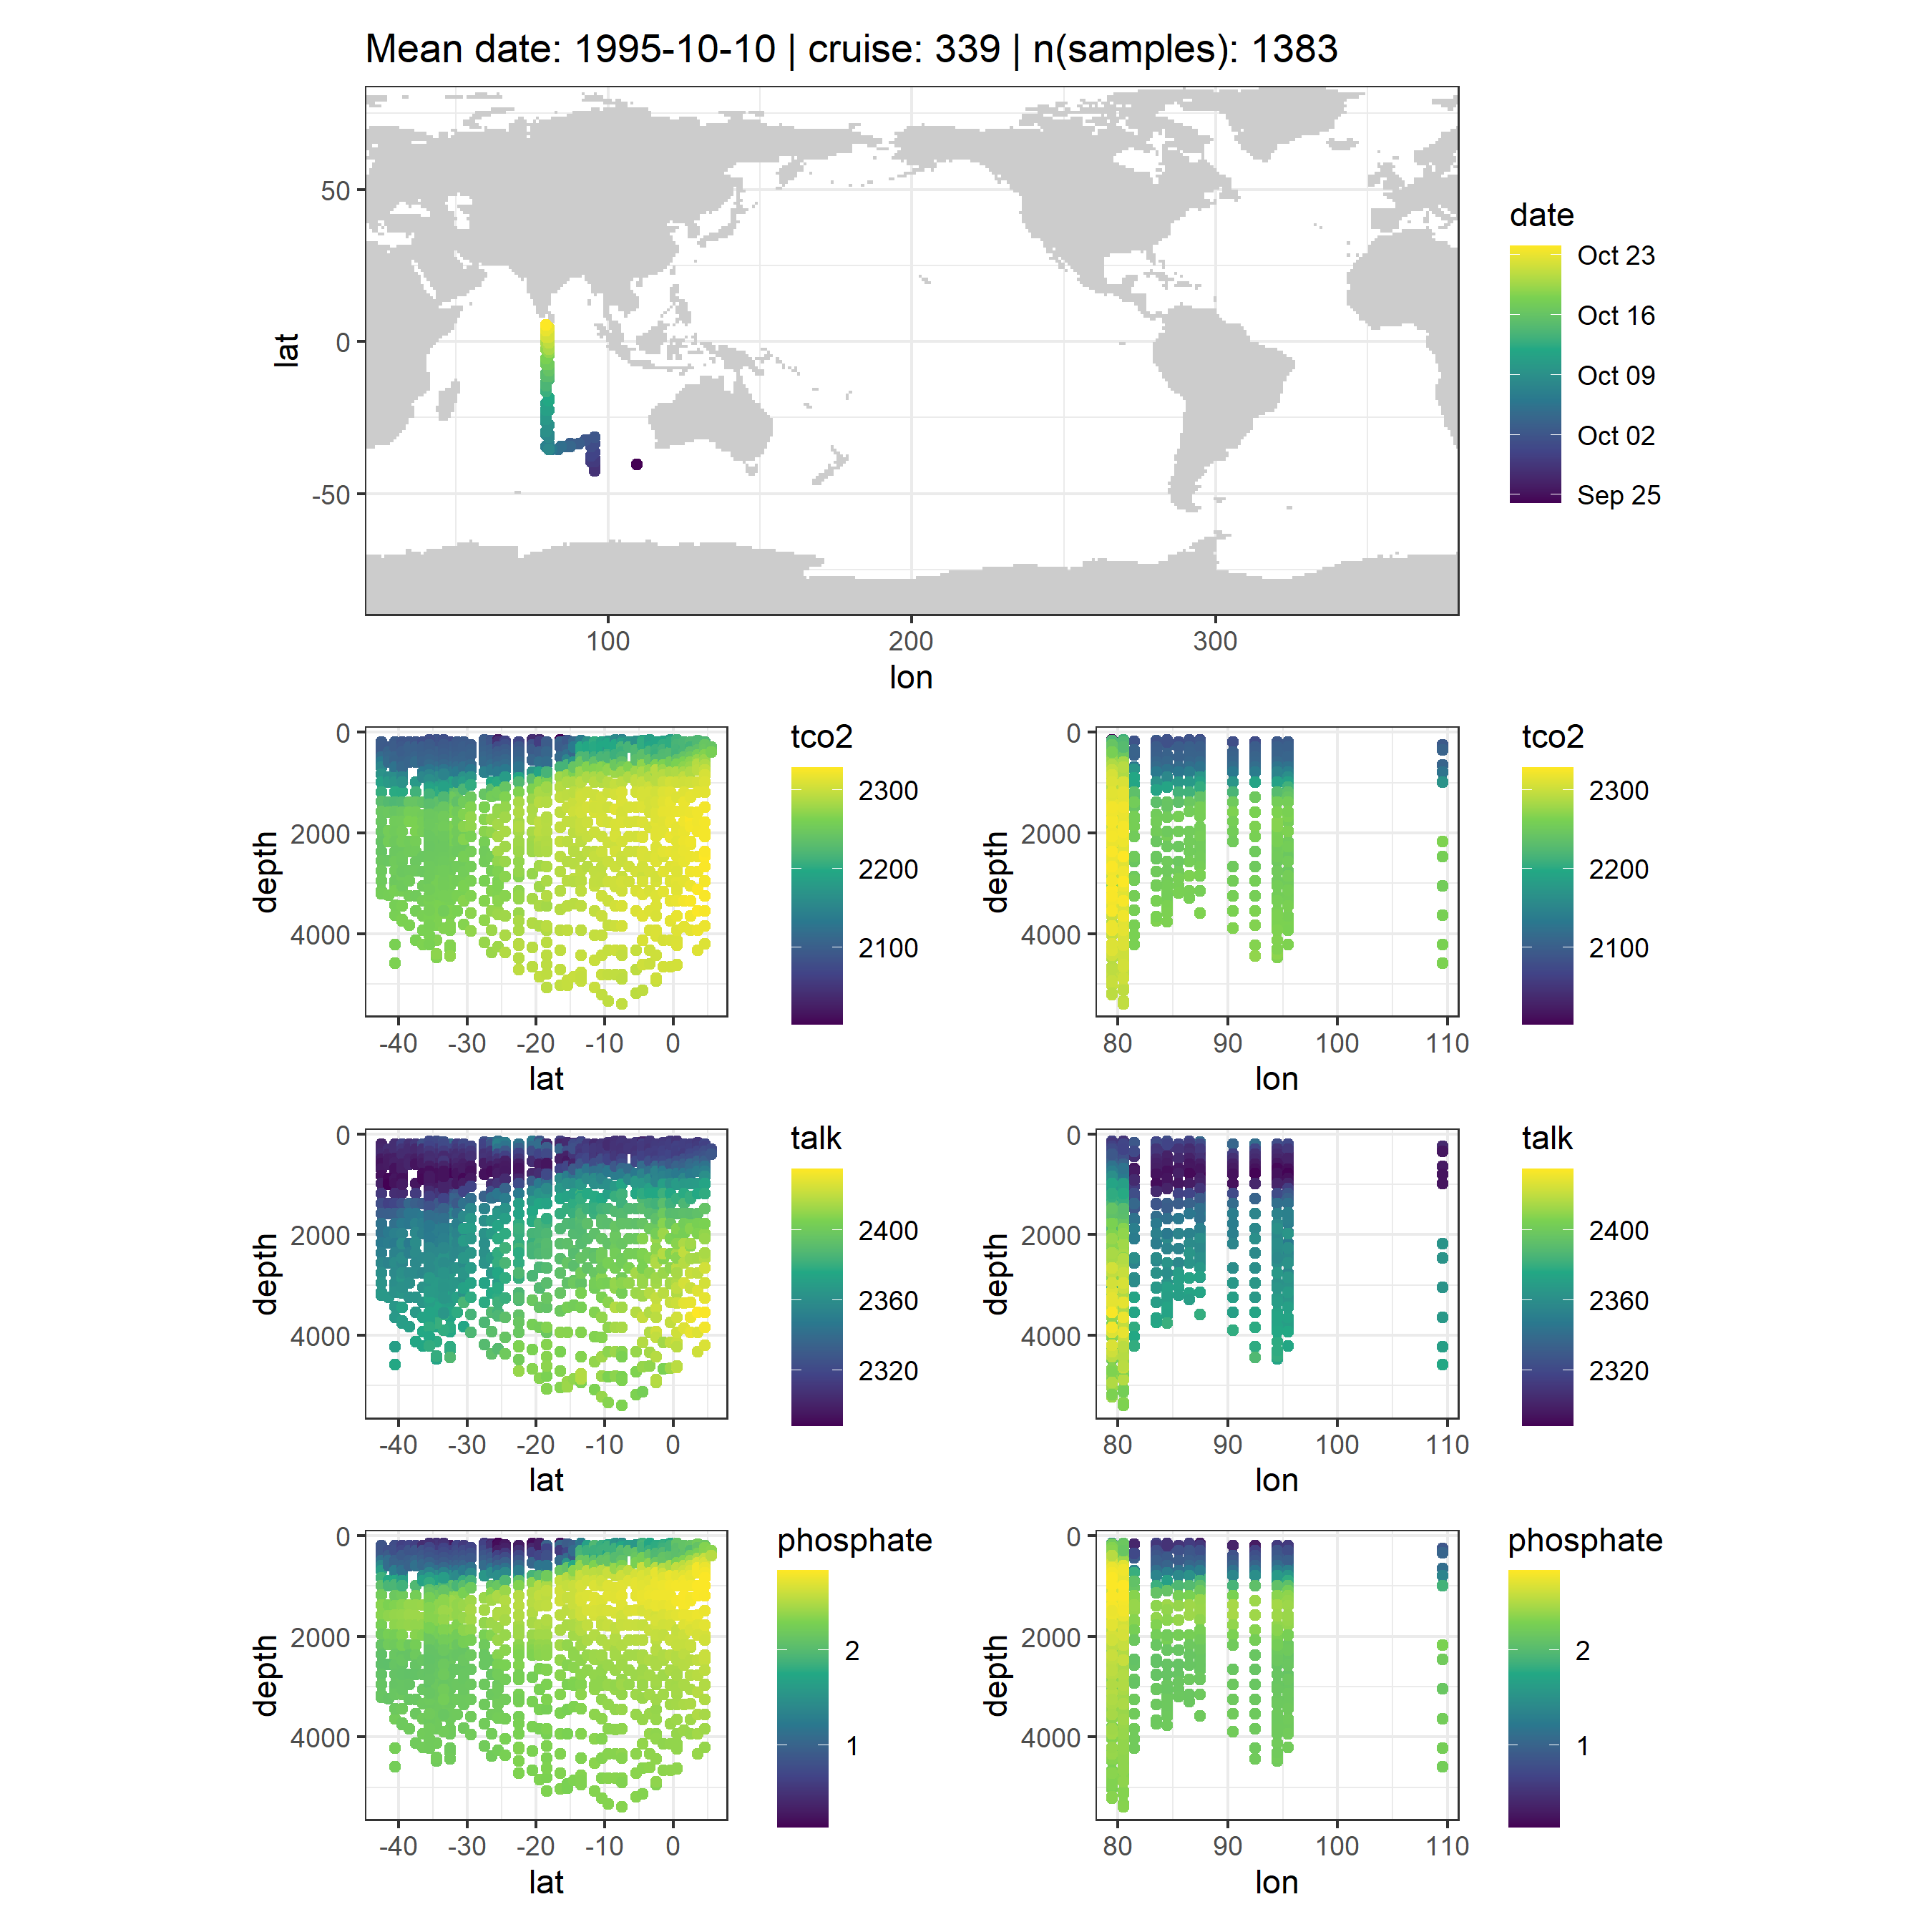 Mean date: 1995-10-10 | cruise: 339 | n(samples): 1383
lat
50
0
-50
100 200 300
lon
date
Oct 23
Oct 16
Oct 09
Oct 02
Sep 25
depth
0
2000
4000
-40 -30 -20 -10 0
lat
tco2
2300
2200
2100
depth
0
2000
4000
80 90 100 110
lon
tco2
2300
2200
2100
depth
0
2000
4000
-40 -30 -20 -10 0
lat
talk
2400
2360
2320
depth
0
2000
4000
80 90 100 110
lon
talk
2400
2360
2320
depth
0
2000
4000
-40 -30 -20 -10 0
lat
phosphate
2
1
depth
0
2000
4000
80 90 100 110
lon
phosphate
2
1